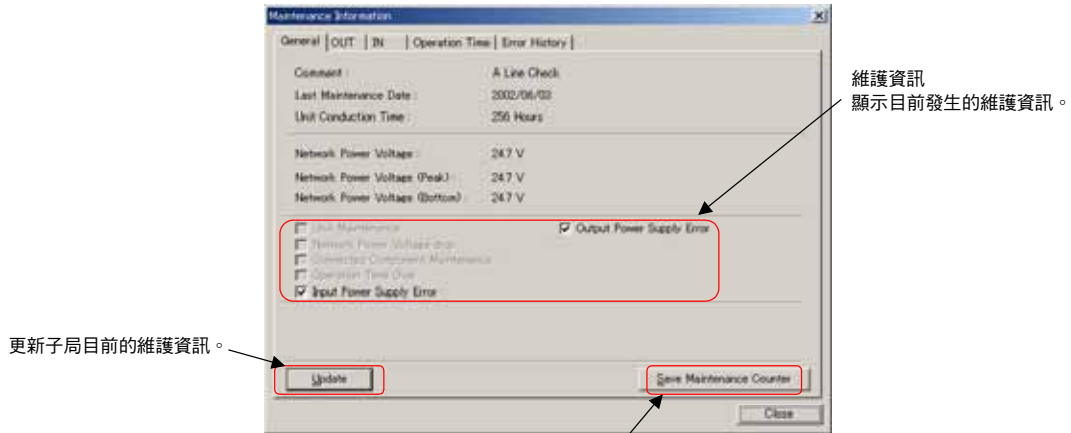 Maintenance Information
General OUT IN Operation Time Error History
Comment : A Line Check
Last Maintenance Date : 2002/06/03
Unit Conduction Time : 256 Hours
Network Power Voltage : 24.7 V
Network Power Voltage (Peak) : 24.7 V
Network Power Voltage (Bottom) : 24.7 V
Unit Maintenance
Output Power Supply Error
Network Power Voltage drop
Connected Component Maintenance
Operation Time Over
Input Power Supply Error
維護資訊
顯示目前發生的維護資訊。
更新子局目前的維護資訊。
Update
Save Maintenance Counter
Close